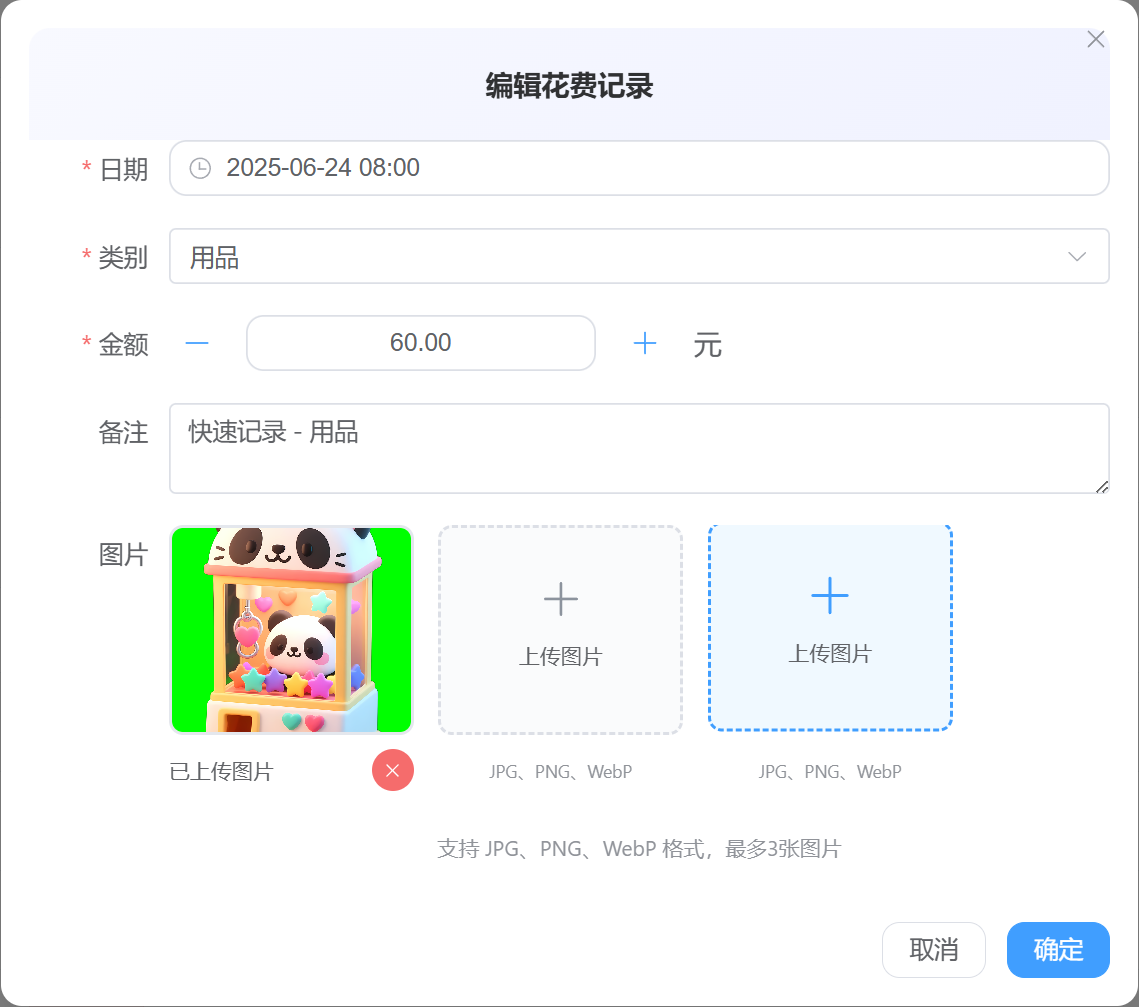 编辑花费记录
* 日期 2025-06-24 08:00
* 类别 用品
* 金额 60.00 元
备注 快速记录 - 用品
图片
上传图片 上传图片
已上传图片 JPG、PNG、WebP JPG、PNG、WebP
支持 JPG、PNG、WebP 格式，最多3张图片
取消 确定